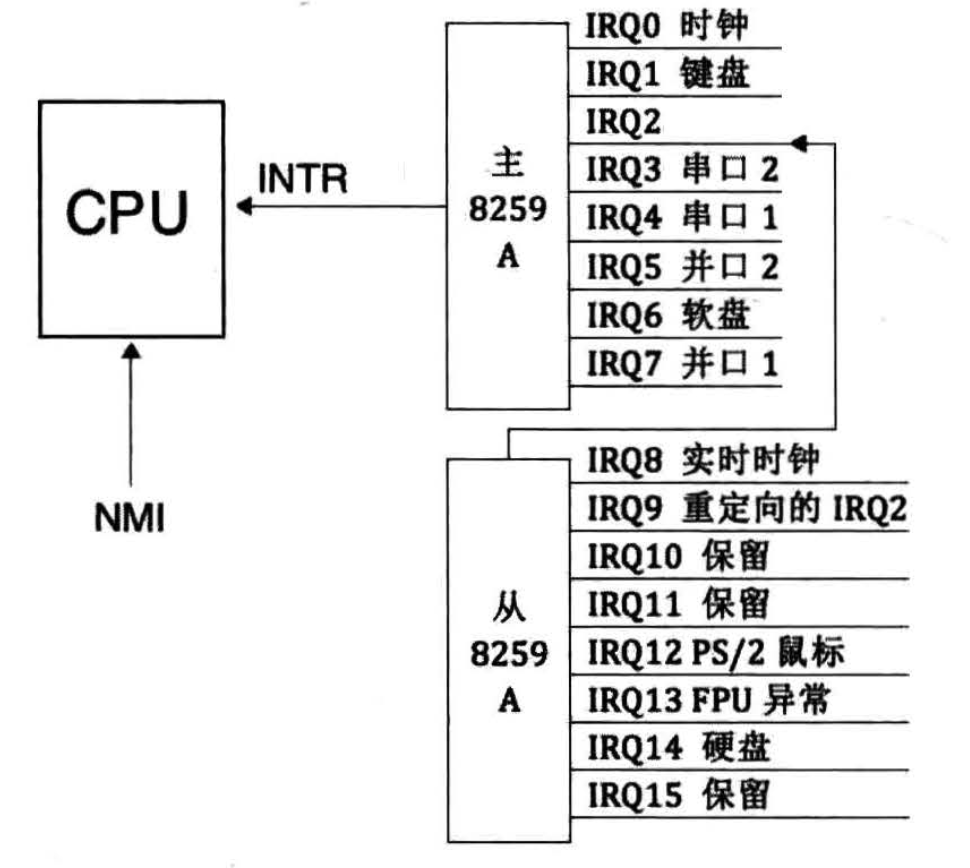 IRQ0 时钟
IRQ1 键盘
IRQ2
IRQ3 串口 2
IRQ4 串口 1
IRQ5 并口 2
IRQ6 软盘
IRQ7 并口 1
主
8259
A
INTR
CPU
NMI
IRQ8 实时时钟
IRQ9 重定向的 IRQ2
IRQ10 保留
IRQ11 保留
IRQ12 PS/2 鼠标
IRQ13 FPU 异常
IRQ14 硬盘
IRQ15 保留
从
8259
A